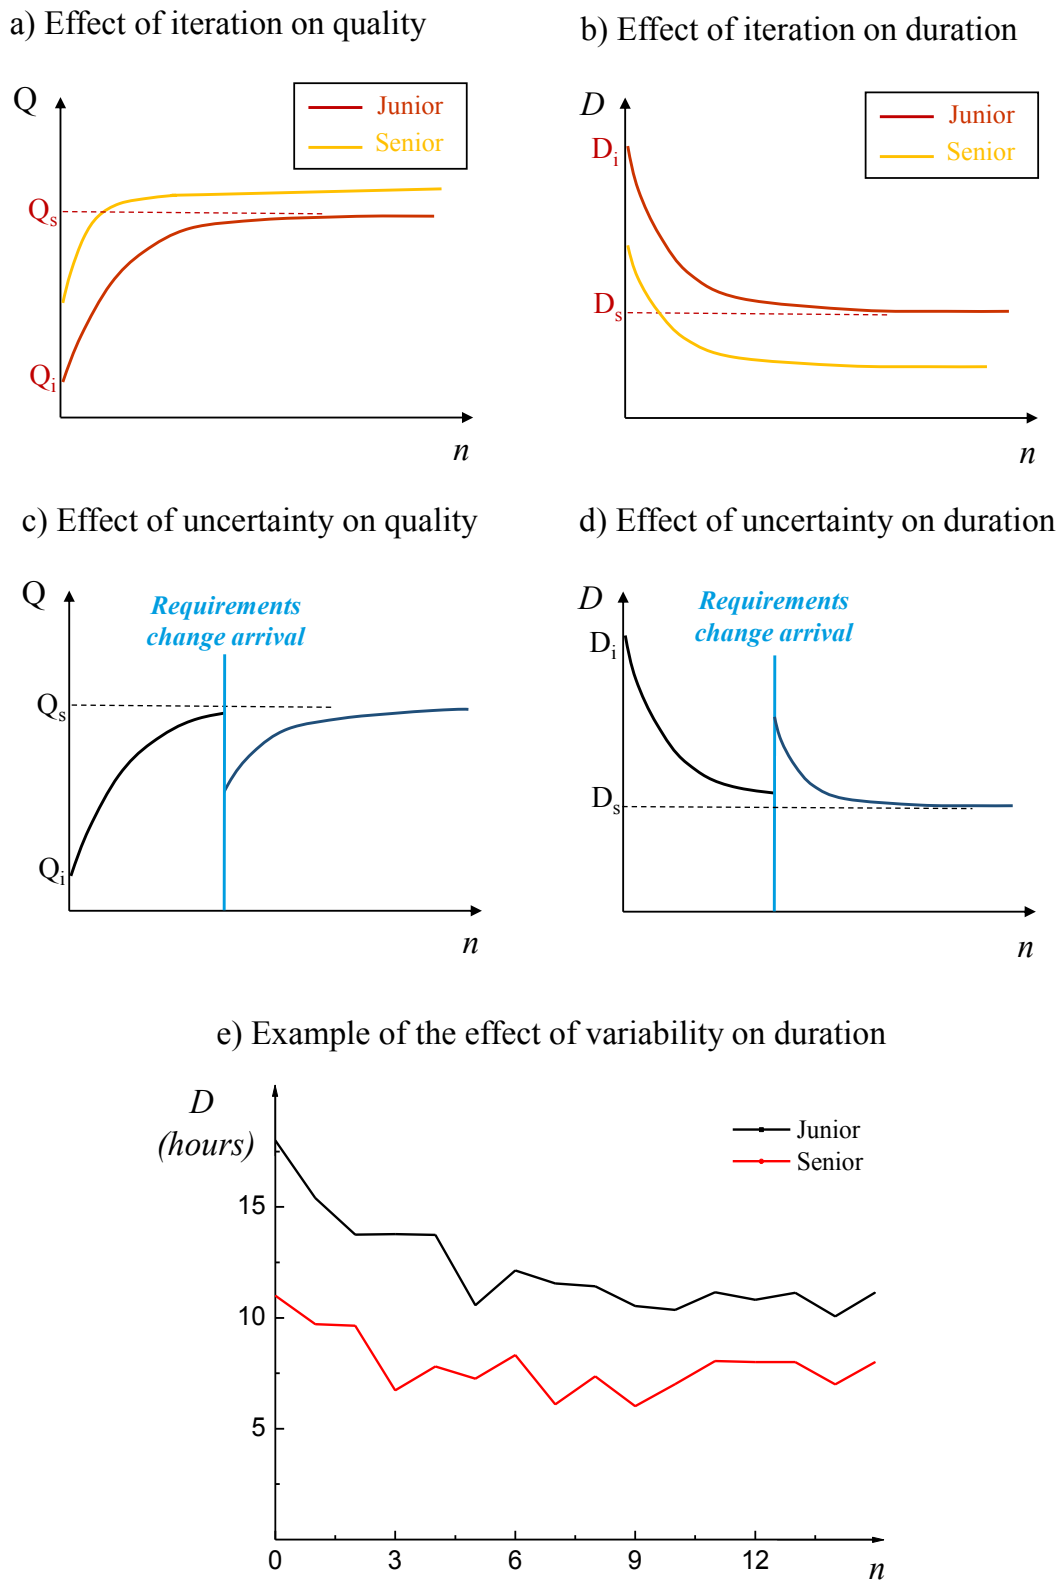 a) Effect of iteration on quality
b) Effect of iteration on duration
Q
Junior
Senior
Qs
Qi
n
D
Junior
Senior
Di
Ds
n
c) Effect of uncertainty on quality
d) Effect of uncertainty on duration
Q
Requirements
change arrival
Qs
Qi
n
D
Requirements
change arrival
Di
Ds
n
e) Example of the effect of variability on duration
D
(hours)
Junior
Senior
15
10
5
0
3
6
9
12
n